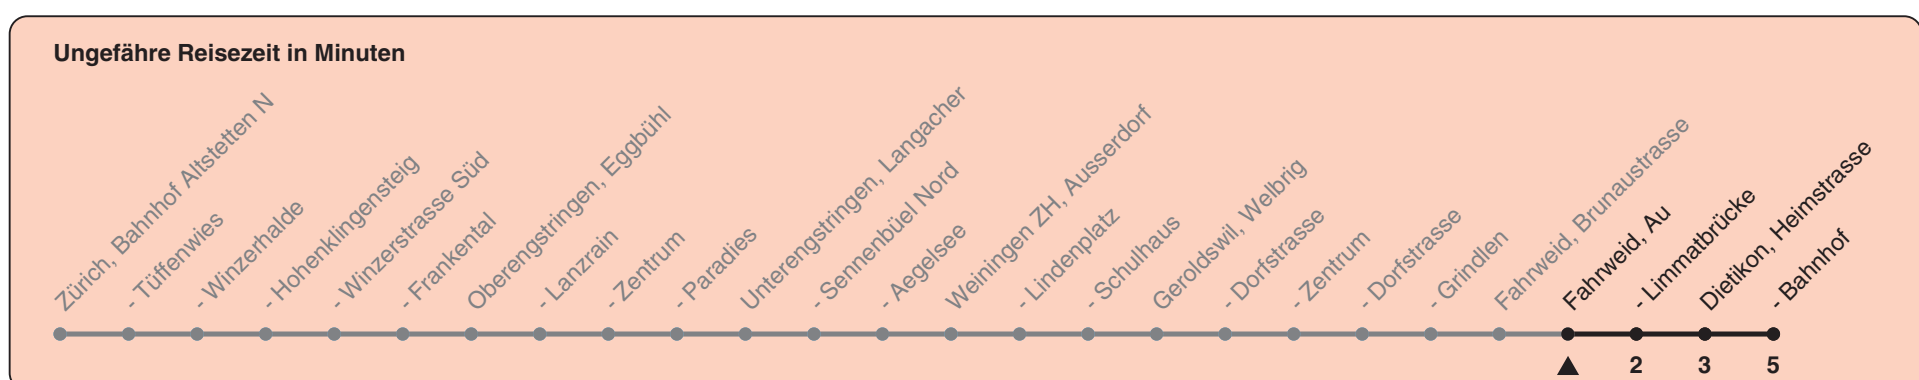 Ungefähre Reisezeit in Minuten
Zürich, Bahnhof Altstetten N
- Tüffenwies
- Winzerhalde
- Hohenklingensteig
- Winzerstrasse Süd
- Frankental
Oberengstringen, Eggbühl
- Lanzrain
- Zentrum
- Paradies
Unterengstringen, Langacher
- Sennenbüel Nord
- Aegelsee
Weiningen ZH, Ausserdorf
- Lindenplatz
- Schulhaus
Geroldswil, Welbrig
- Dorfstrasse
- Zentrum
- Dorfstrasse
- Grindlen
Fahrweid, Brunaustrasse
Fahrweid, Au
- Limmatbrücke
Dietikon, Heimstrasse
- Bahnhof
2 3 5